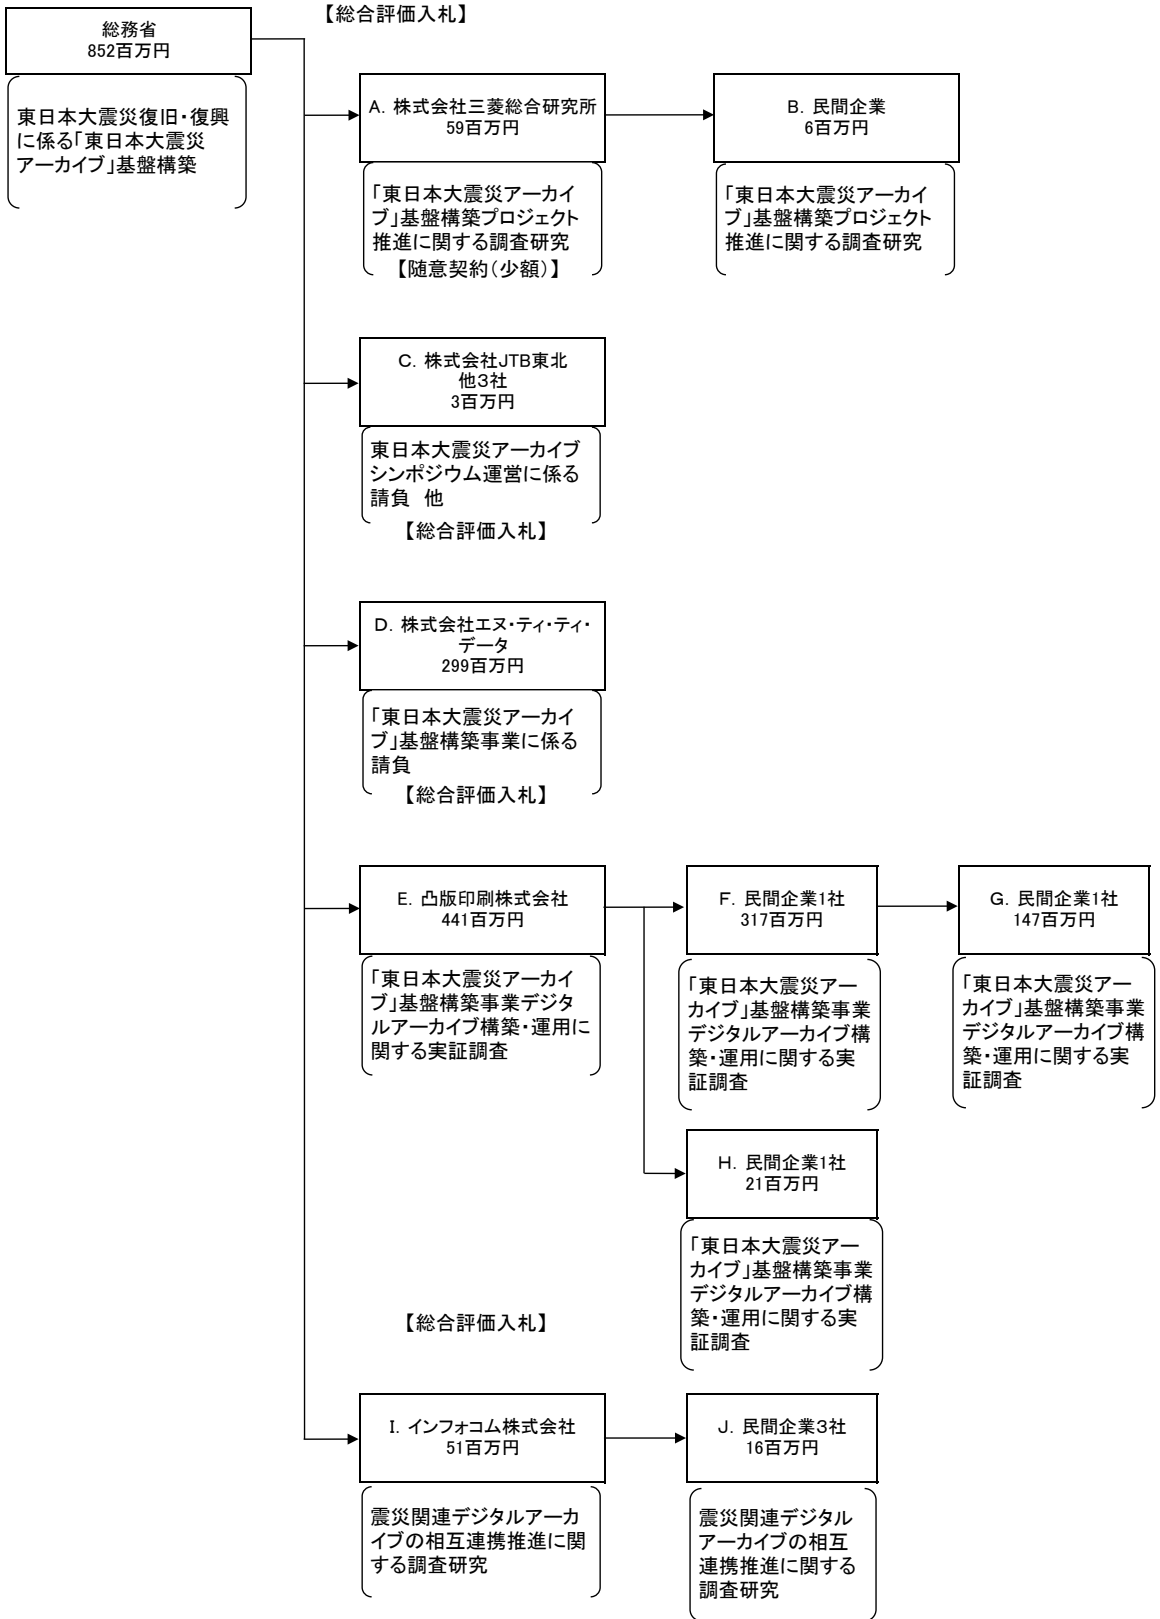 【総合評価入札】
総務省
852百万円
東日本大震災復旧・復興
に係る「東日本大震災
アーカイブ」基盤構築
A. 株式会社三菱総合研究所
59百万円
「東日本大震災アーカイ
ブ」基盤構築プロジェクト
推進に関する調査研究
B. 民間企業
6百万円
「東日本大震災アーカイ
ブ」基盤構築プロジェクト
推進に関する調査研究
【随意契約(少額)】
C. 株式会社JTB東北
他3社
3百万円
東日本大震災アーカイブ
シンポジウム運営に係る
請負 他
【総合評価入札】
D. 株式会社エヌ・ティ・ティ・
データ
299百万円
「東日本大震災アーカイ
ブ」基盤構築事業に係る
請負
【総合評価入札】
E. 凸版印刷株式会社
441百万円
「東日本大震災アーカイ
ブ」基盤構築事業デジタ
ルアーカイブ構築・運用に
関する実証調査
F. 民間企業1社
317百万円
「東日本大震災アー
カイブ」基盤構築事業
デジタルアーカイブ構
築・運用に関する実
証調査
G. 民間企業1社
147百万円
「東日本大震災アー
カイブ」基盤構築事業
デジタルアーカイブ構
築・運用に関する実
証調査
H. 民間企業1社
21百万円
「東日本大震災アー
カイブ」基盤構築事業
デジタルアーカイブ構
築・運用に関する実
証調査
【総合評価入札】
I. インフォコム株式会社
51百万円
震災関連デジタルアーカ
イブの相互連携推進に関
する調査研究
J. 民間企業3社
16百万円
震災関連デジタル
アーカイブの相互
連携推進に関する
調査研究